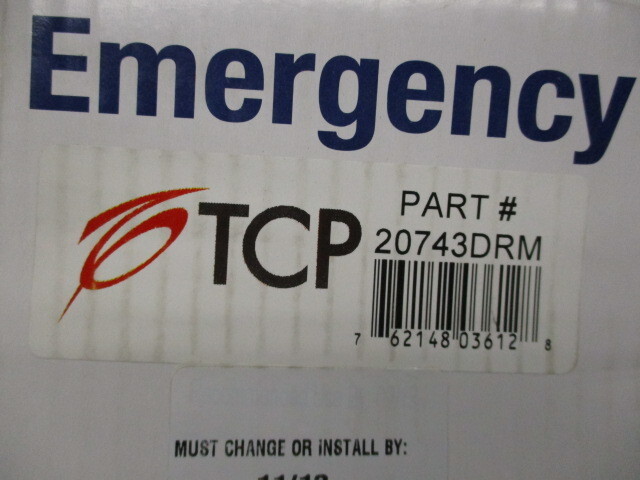 Emergency
TCP
PART #
20743DRM
7 62148 03612 8
MUST CHANGE OR INSTALL BY: